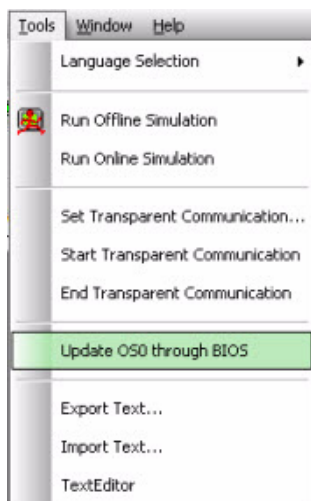 Tools Window Help
Language Selection
Run Offline Simulation
Run Online Simulation
Set Transparent Communication...
Start Transparent Communication
End Transparent Communication
Update OS0 through BIOS
Export Text...
Import Text...
TextEditor